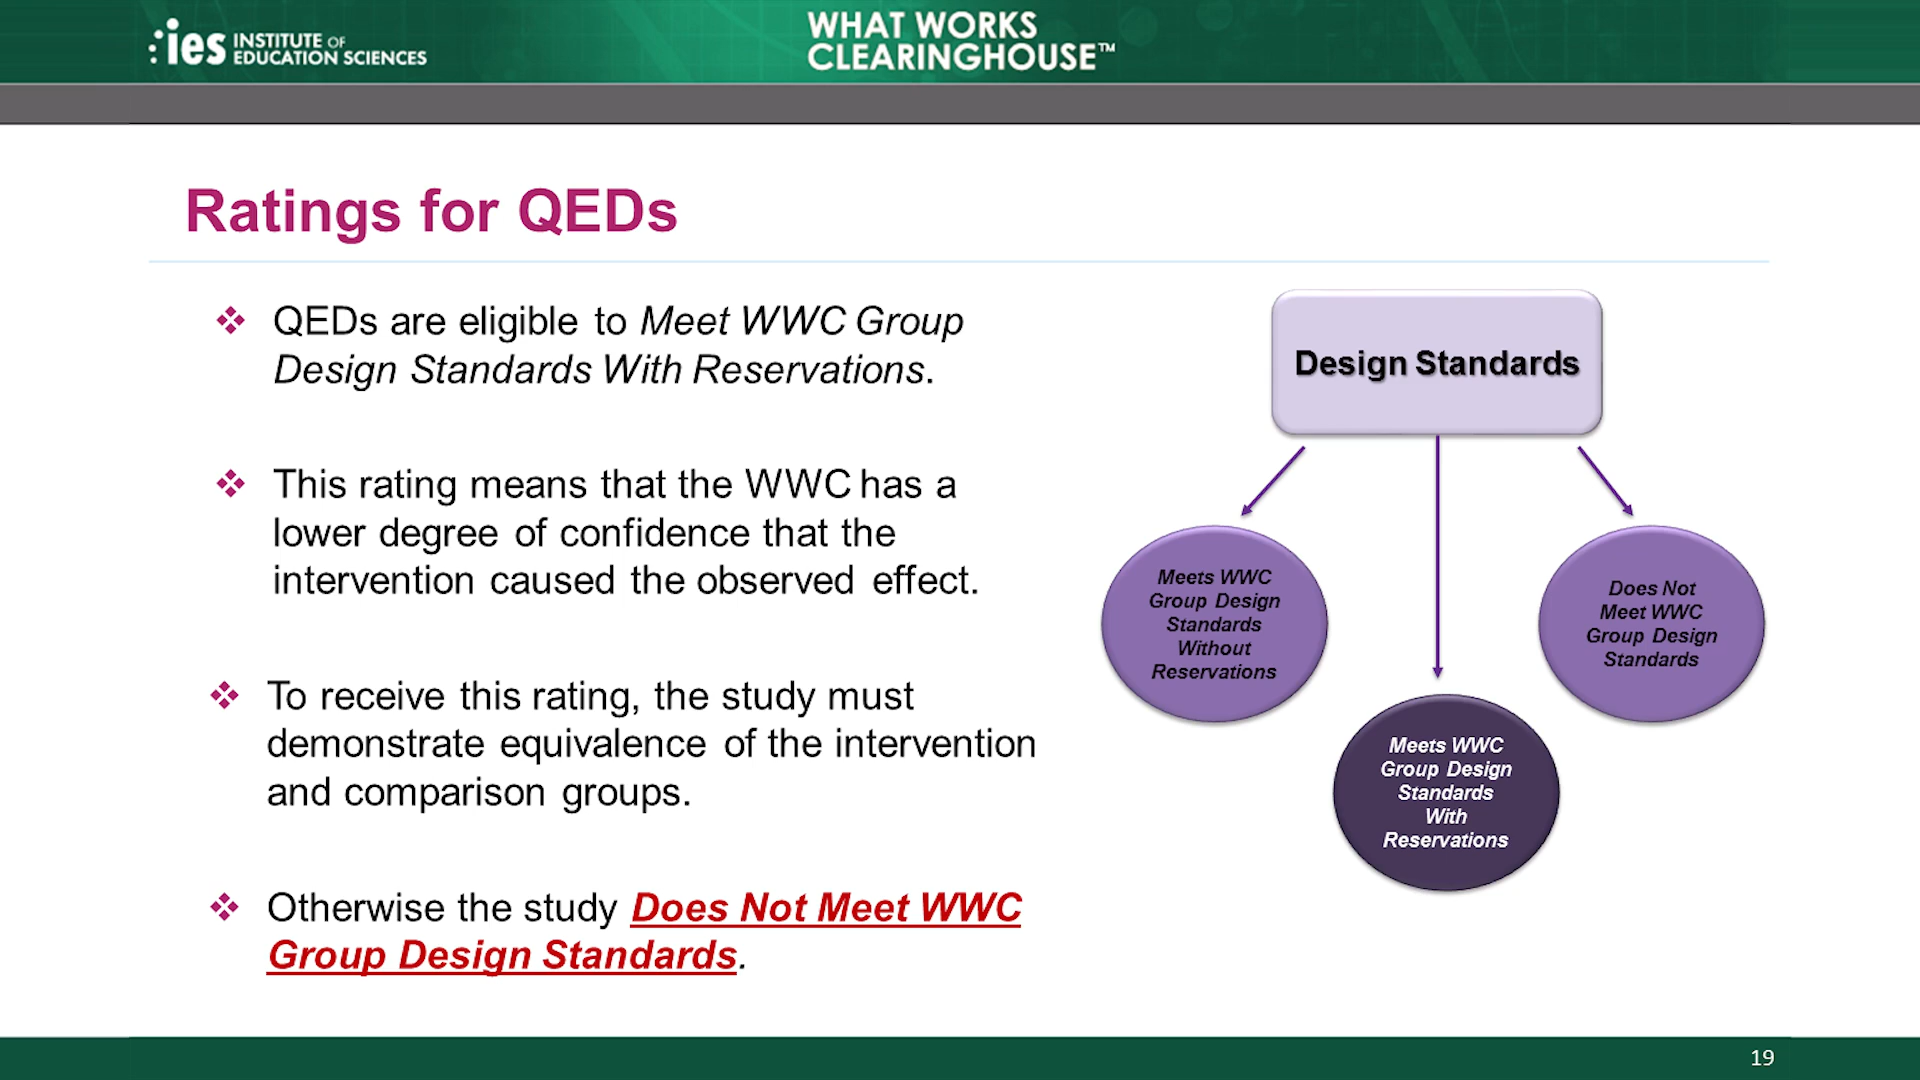 ies INSTITUTE OF
EDUCATION SCIENCES
WHAT WORKS
CLEARINGHOUSE™
Ratings for QEDs
QEDs are eligible to Meet WWC Group
Design Standards With Reservations.
This rating means that the WWC has a
lower degree of confidence that the
intervention caused the observed effect.
To receive this rating, the study must
demonstrate equivalence of the intervention
and comparison groups.
Otherwise the study Does Not Meet WWC
Group Design Standards.
Design Standards
Meets WWC
Group Design
Standards
Without
Reservations
Meets WWC
Group Design
Standards
With
Reservations
Does Not
Meet WWC
Group Design
Standards
19